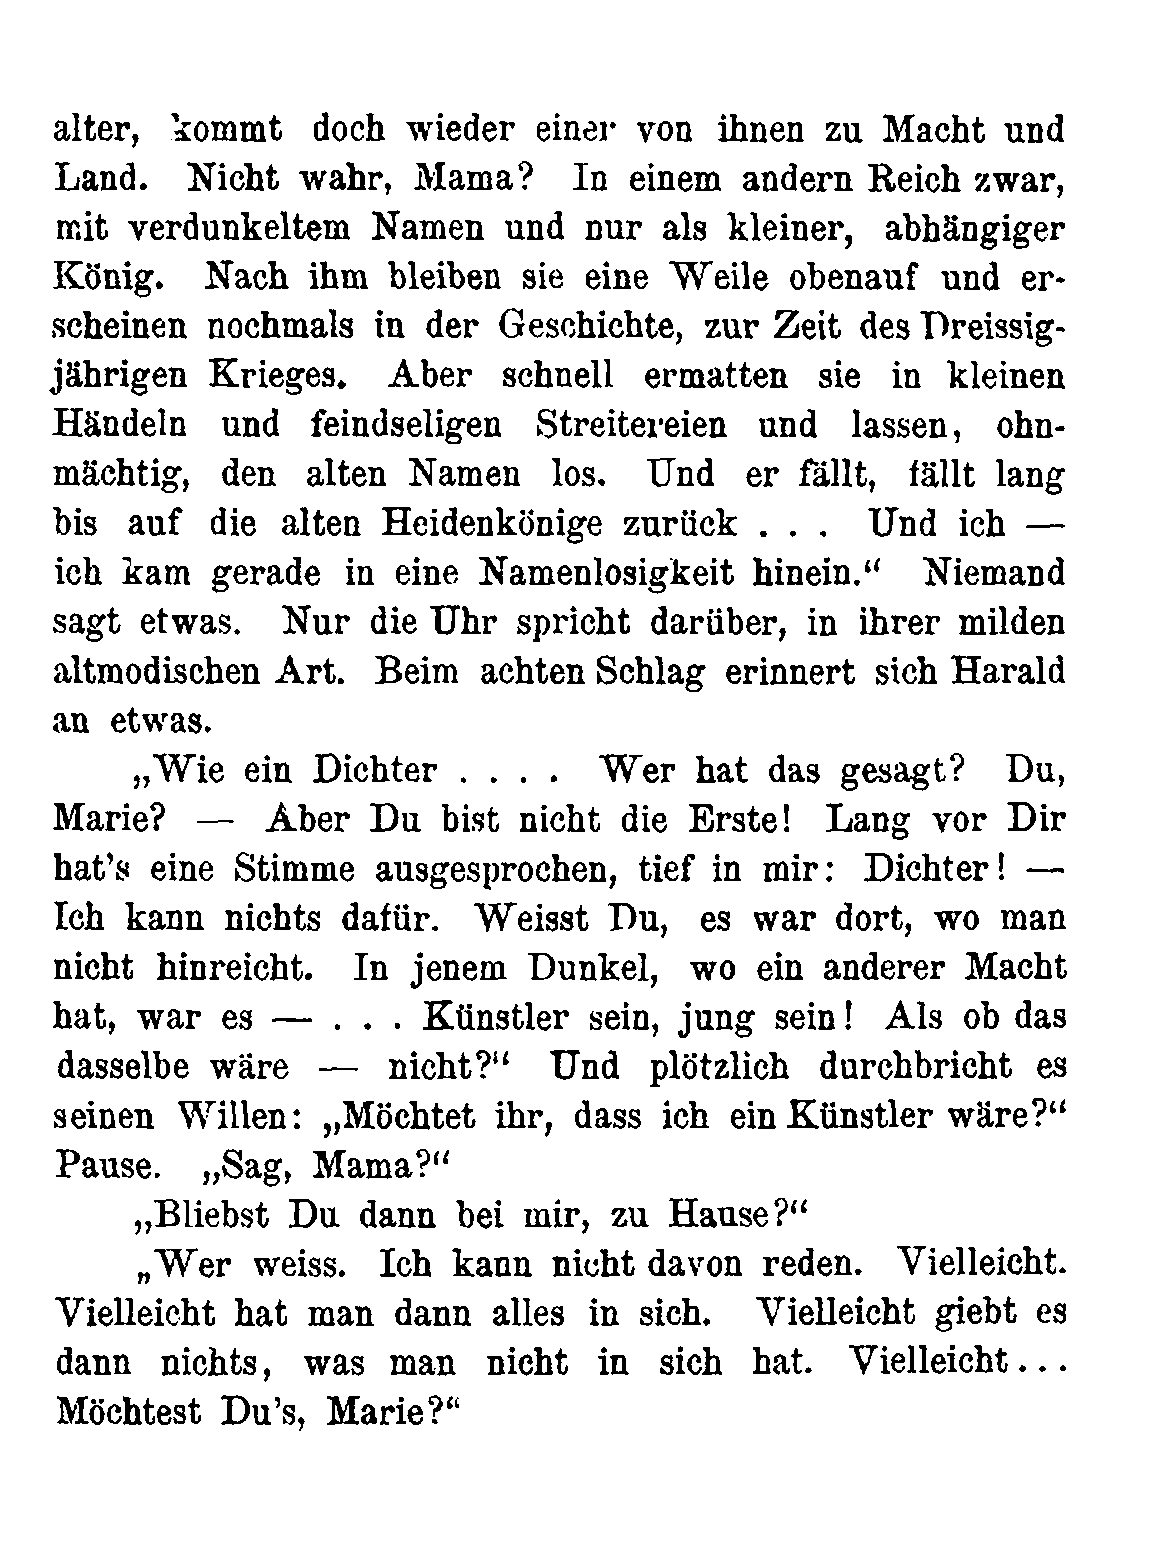 alter, kommt doch wieder einer von ihnen zu Macht und
Land. Nicht wahr, Mama? In einem andern Reich zwar,
mit verdunkeltem Namen und nur als kleiner, abhängiger
König. Nach ihm bleiben sie eine Weile obenauf und er-
scheinen nochmals in der Geschichte, zur Zeit des Dreissig-
jährigen Krieges. Aber schnell ermatten sie in kleinen
Händeln und feindseligen Streitereien und lassen, ohn-
mächtig, den alten Namen los. Und er fällt, fällt lang
bis auf die alten Heidenkönige zurück . . . Und ich —
ich kam gerade in eine Namenlosigkeit hinein.“ Niemand
sagt etwas. Nur die Uhr spricht darüber, in ihrer milden
altmodischen Art. Beim achten Schlag erinnert sich Harald
an etwas.
„Wie ein Dichter . . . . Wer hat das gesagt? Du,
Marie? — Aber Du bist nicht die Erste! Lang vor Dir
hat’s eine Stimme ausgesprochen, tief in mir: Dichter! —
Ich kann nichts dafür. Weisst Du, es war dort, wo man
nicht hinreicht. In jenem Dunkel, wo ein anderer Macht
hat, war es — . . . Künstler sein, jung sein! Als ob das
dasselbe wäre — nicht?“ Und plötzlich durchbricht es
seinen Willen: „Möchtet ihr, dass ich ein Künstler wäre?“
Pause. „Sag, Mama?“
„Bliebst Du dann bei mir, zu Hause?“
„Wer weiss. Ich kann nicht davon reden. Vielleicht.
Vielleicht hat man dann alles in sich. Vielleicht giebt es
dann nichts, was man nicht in sich hat. Vielleicht . . .
Möchtest Du’s, Marie?“